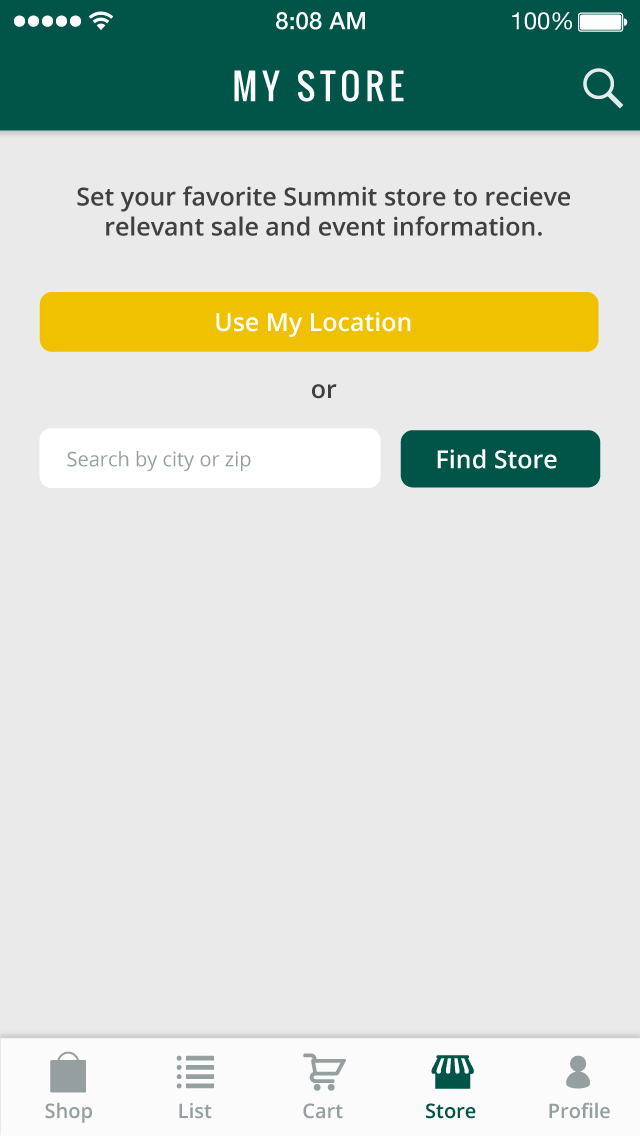 8:08 AM 100%
MY STORE
Set your favorite Summit store to recieve
relevant sale and event information.
Use My Location
or
Search by city or zip Find Store
Shop List Cart Store Profile